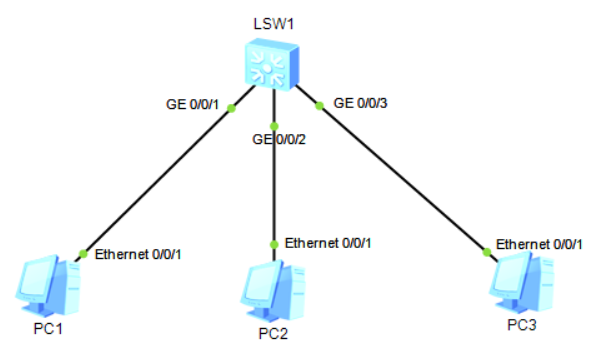 LSW1
GE 0/0/1
GE 0/0/3
GE 0/0/2
Ethernet 0/0/1
Ethernet 0/0/1
Ethernet 0/0/1
PC1
PC2
PC3